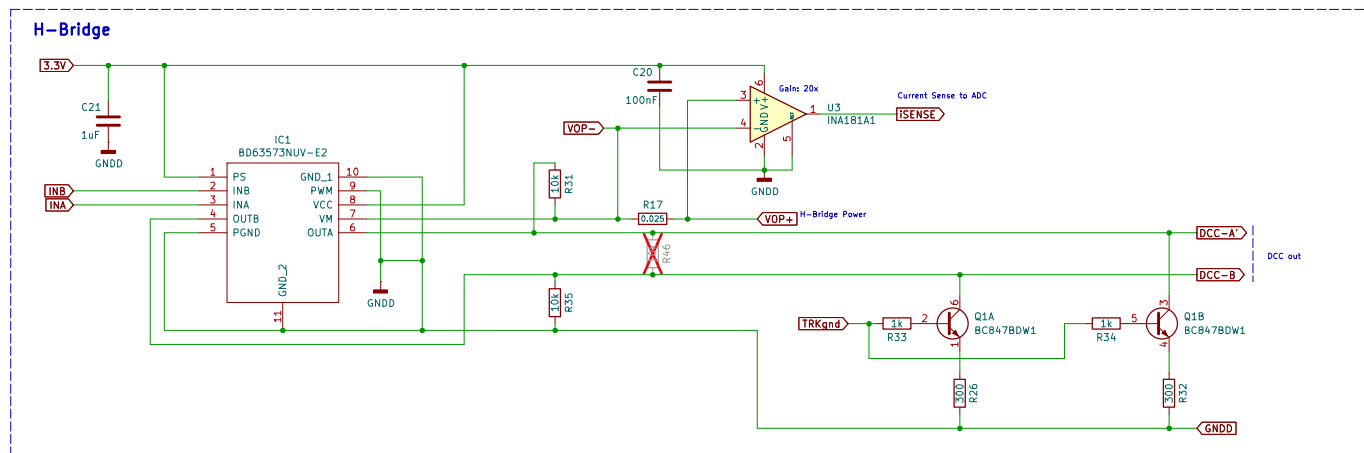 H-Bridge
3.3V
C21
1uF
GNDD
IC1
BD63573NUV-E2
1 PS GND_1 10
2 INB PWM 9
3 INA VCC 8
4 OUTB VM 7
5 PGND OUTA 6
GND_2
11
INB
INA
GNDD
C20
100nF
VOP-
3 +
4 -
6
V+
GND
2
5
1
Gain: 20x
U3
INA181A1
GNDD
Current Sense to ADC
iSENSE
10k
R31
R17
0.025
VOP+
H-Bridge Power
R46
10k
R35
DCC-A'
DCC-B
DCC out
TRKgnd
1k
R33
2
6
1
Q1A
BC847BDW1
1k
R34
5
3
4
Q1B
BC847BDW1
300
R26
300
R32
GNDD